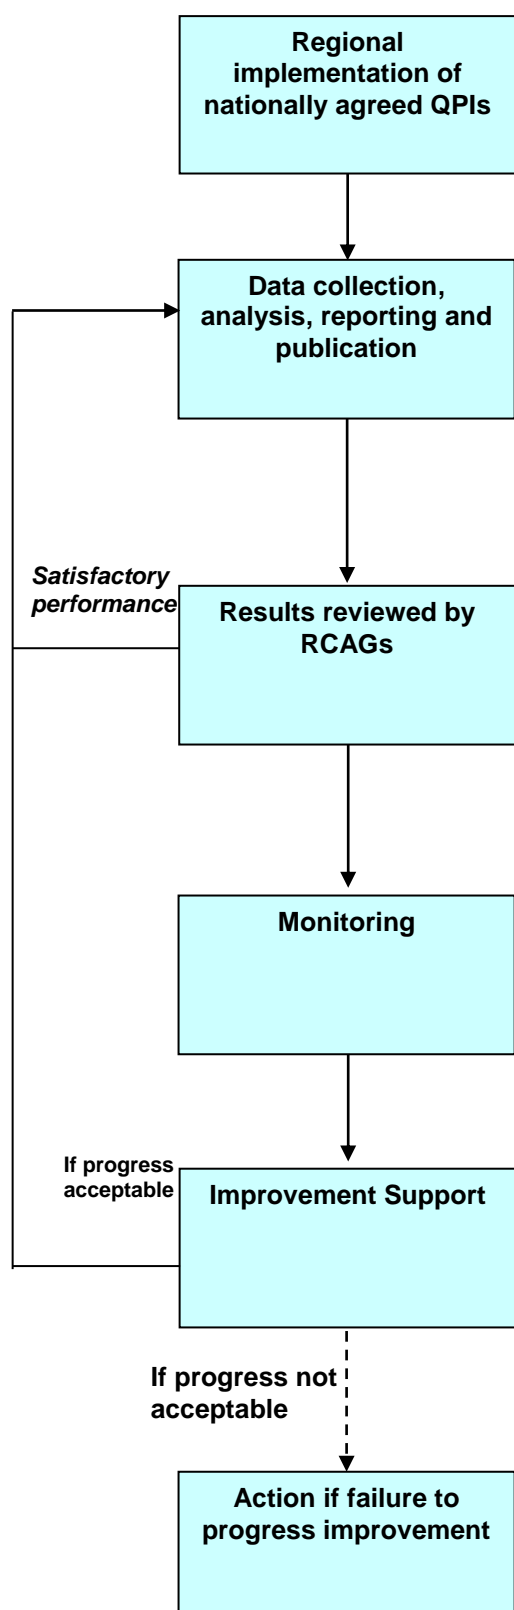 Regional
implementation of
nationally agreed QPIs
Data collection,
analysis, reporting and
publication
Satisfactory
performance
Results reviewed by
RCAGs
Monitoring
If progress
acceptable
Improvement Support
If progress not
acceptable
Action if failure to
progress improvement